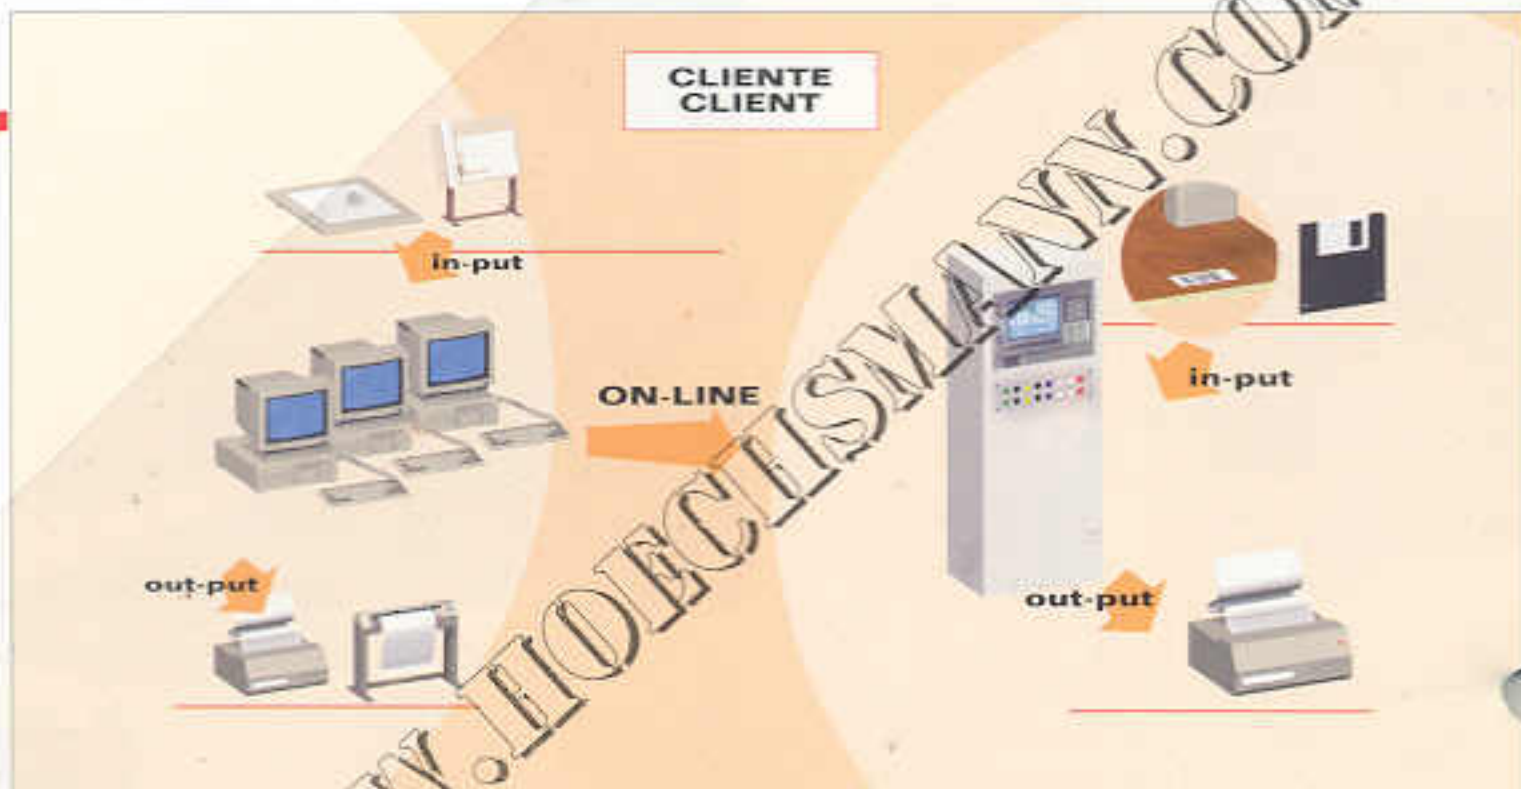 CLIENTE
CLIENT
in-put
ON-LINE
in-put
out-put
out-put
WWW.HOECHSMANN.COM